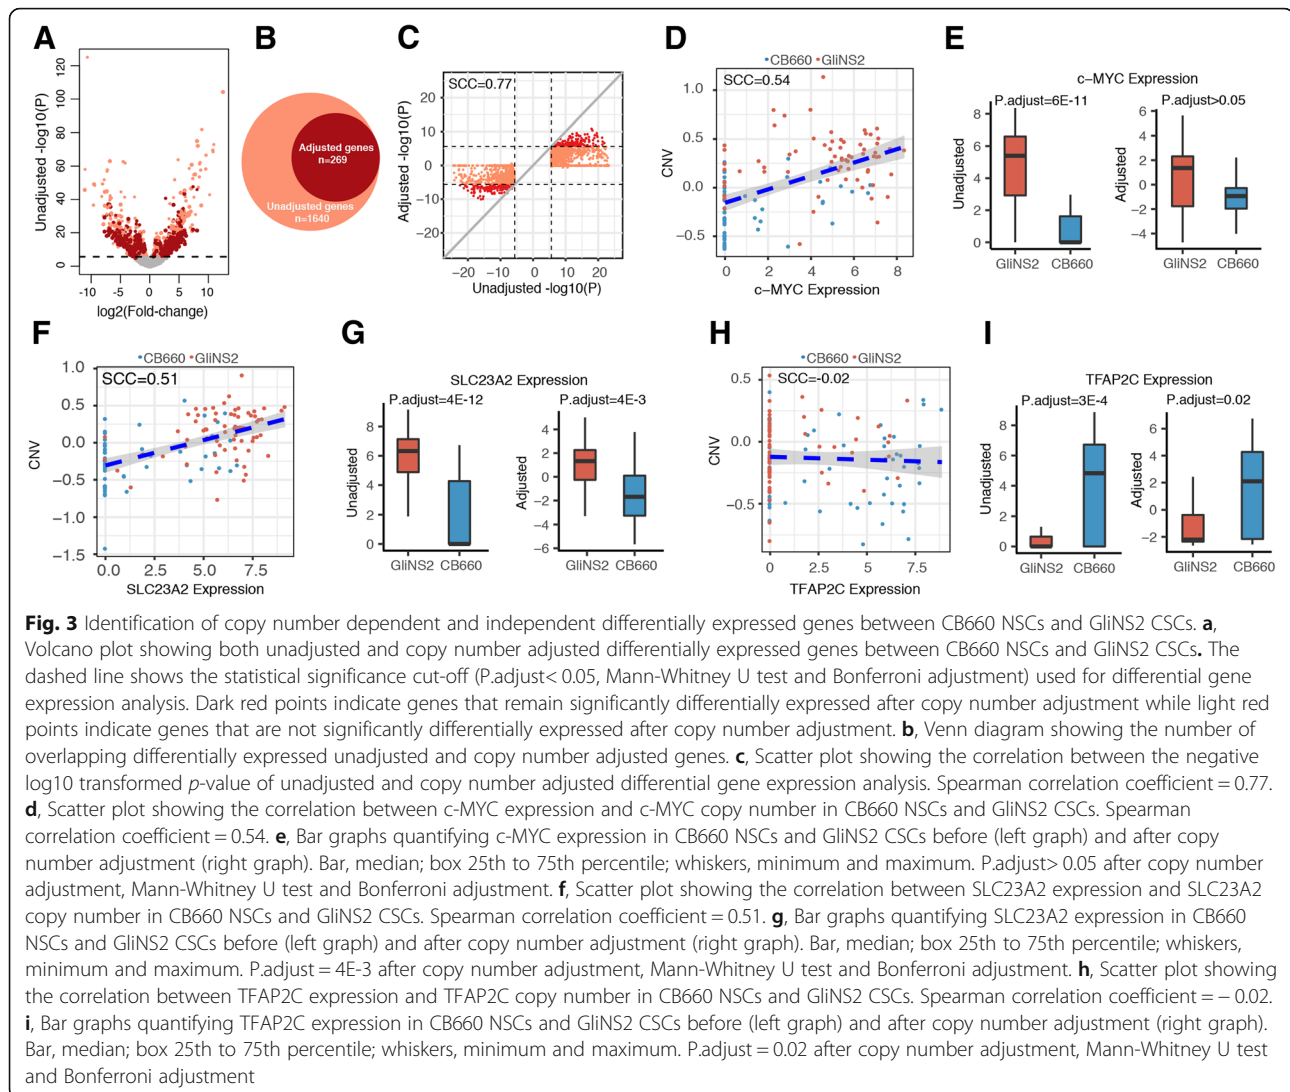 A
Unadjusted -log10(P)
120
100
80
60
40
20
0
-10
-5
0
5
10
log2(Fold-change)
B
Adjusted genes
n=269
Unadjusted genes
n=1640
C
SCC=0.77
Adjusted -log10(P)
20
10
0
−10
−20
−20
−10
0
10
20
Unadjusted -log10(P)
D
CB660 GliNS2
SCC=0.54
CNV
1.0
0.5
0.0
−0.5
0
2
4
6
8
c−MYC Expression
E
c−MYC Expression
P.adjust=6E-11
Unadjusted
8
6
4
2
0
GliNS2 CB660
P.adjust>0.05
Adjusted
6
4
2
0
−2
−4
GliNS2 CB660
F
CB660 GliNS2
SCC=0.51
CNV
1.0
0.5
0.0
−0.5
−1.0
−1.5
0.0
2.5
5.0
7.5
SLC23A2 Expression
G
SLC23A2 Expression
P.adjust=4E-12
Unadjusted
8
6
4
2
0
GliNS2 CB660
P.adjust=4E-3
Adjusted
4
2
0
−2
−4
−6
GliNS2 CB660
H
CB660 GliNS2
SCC=-0.02
CNV
0.5
0.0
−0.5
0
2.5
5.0
7.5
TFAP2C Expression
I
TFAP2C Expression
P.adjust=3E-4
Unadjusted
8
6
4
2
0
GliNS2 CB660
P.adjust=0.02
Adjusted
6
4
2
0
−2
GliNS2 CB660
Fig. 3 Identification of copy number dependent and independent differentially expressed genes between CB660 NSCs and GliNS2 CSCs. a,
Volcano plot showing both unadjusted and copy number adjusted differentially expressed genes between CB660 NSCs and GliNS2 CSCs. The
dashed line shows the statistical significance cut-off (P.adjust< 0.05, Mann-Whitney U test and Bonferroni adjustment) used for differential gene
expression analysis. Dark red points indicate genes that remain significantly differentially expressed after copy number adjustment while light red
points indicate genes that are not significantly differentially expressed after copy number adjustment. b, Venn diagram showing the number of
overlapping differentially expressed unadjusted and copy number adjusted genes. c, Scatter plot showing the correlation between the negative
log10 transformed p-value of unadjusted and copy number adjusted differential gene expression analysis. Spearman correlation coefficient = 0.77.
d, Scatter plot showing the correlation between c-MYC expression and c-MYC copy number in CB660 NSCs and GliNS2 CSCs. Spearman
correlation coefficient = 0.54. e, Bar graphs quantifying c-MYC expression in CB660 NSCs and GliNS2 CSCs before (left graph) and after copy
number adjustment (right graph). Bar, median; box 25th to 75th percentile; whiskers, minimum and maximum. P.adjust> 0.05 after copy number
adjustment, Mann-Whitney U test and Bonferroni adjustment. f, Scatter plot showing the correlation between SLC23A2 expression and SLC23A2
copy number in CB660 NSCs and GliNS2 CSCs. Spearman correlation coefficient = 0.51. g, Bar graphs quantifying SLC23A2 expression in CB660
NSCs and GliNS2 CSCs before (left graph) and after copy number adjustment (right graph). Bar, median; box 25th to 75th percentile; whiskers,
minimum and maximum. P.adjust = 4E-3 after copy number adjustment, Mann-Whitney U test and Bonferroni adjustment. h, Scatter plot showing
the correlation between TFAP2C expression and TFAP2C copy number in CB660 NSCs and GliNS2 CSCs. Spearman correlation coefficient = − 0.02.
i, Bar graphs quantifying TFAP2C expression in CB660 NSCs and GliNS2 CSCs before (left graph) and after copy number adjustment (right graph).
Bar, median; box 25th to 75th percentile; whiskers, minimum and maximum. P.adjust = 0.02 after copy number adjustment, Mann-Whitney U test
and Bonferroni adjustment